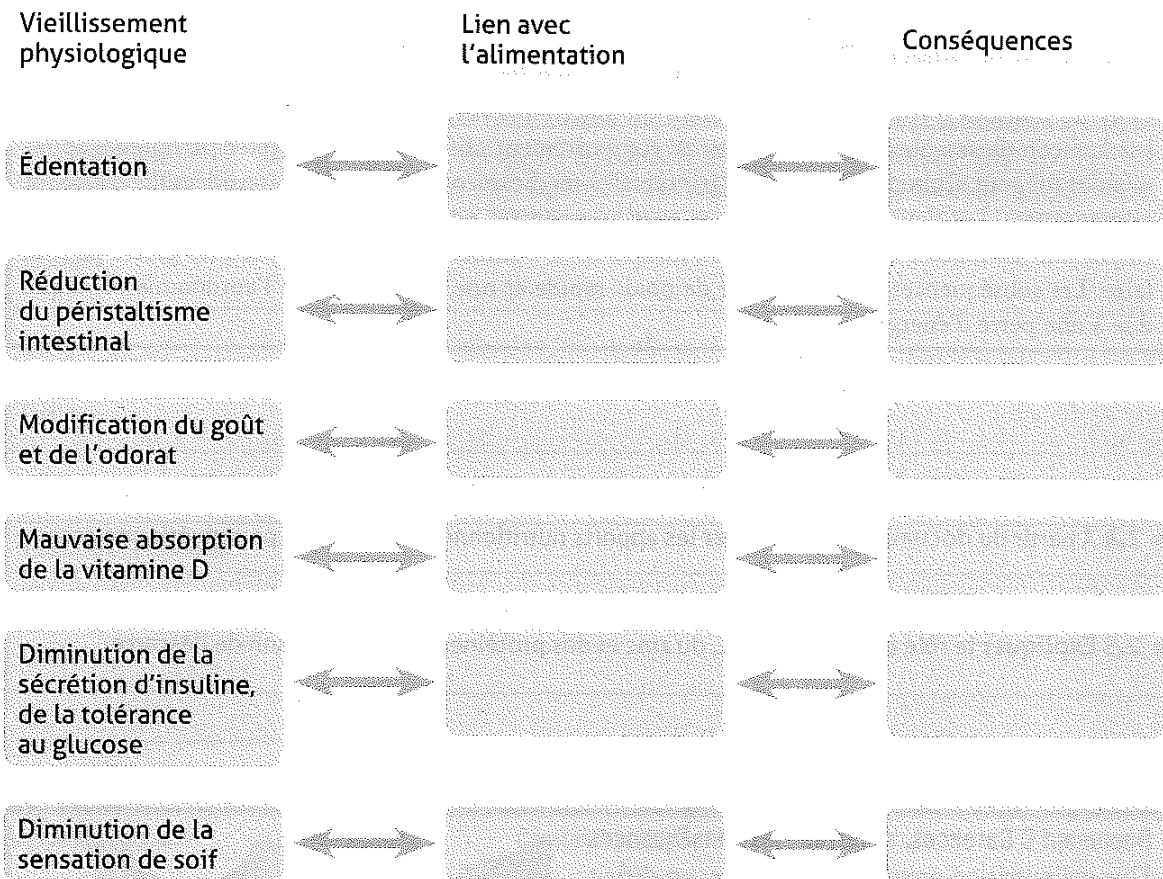 Vieillissement
physiologique
Lien avec
l'alimentation
Conséquences
Édentation
Réduction
du péristaltisme
intestinal
Modification du goût
et de l'odorat
Mauvaise absorption
de la vitamine D
Diminution de la
sécrétion d'insuline,
de la tolérance
au glucose
Diminution de la
sensation de soif